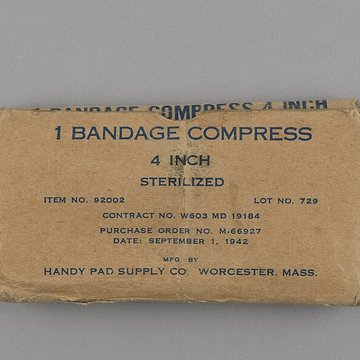 1 BANDAGE COMPRESS 4 INCH
1 BANDAGE COMPRESS
4 INCH
STERILIZED
ITEM NO. 92002 LOT NO. 729
CONTRACT NO. W603 MD 19184
PURCHASE ORDER NO. M-66927
DATE: SEPTEMBER 1, 1942
MFG BY
HANDY PAD SUPPLY CO. WORCESTER, MASS.